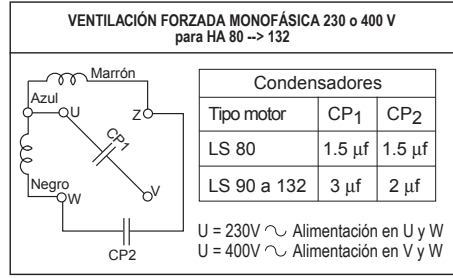 VENTILACIÓN FORZADA MONOFÁSICA 230 o 400 V
para HA 80 --> 132
Marrón
Azul
U
Z
CP1
Negro
W
V
CP2
Condensadores
Tipo motor CP1 CP2
LS 80 1.5 µf 1.5 µf
LS 90 a 132 3 µf 2 µf
U = 230V ~ Alimentación en U y W
U = 400V ~ Alimentación en V y W